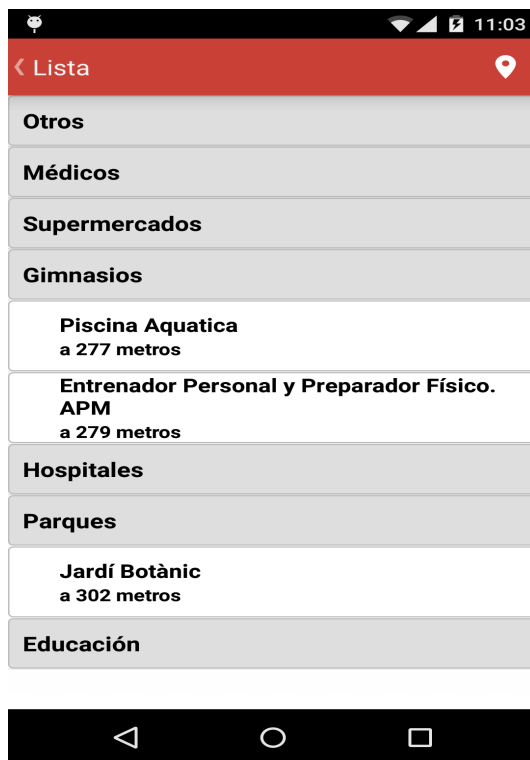 11:03
Lista
Otros
Médicos
Supermercados
Gimnasios
Piscina Aquatica
a 277 metros
Entrenador Personal y Preparador Físico.
APM
a 279 metros
Hospitales
Parques
Jardí Botànic
a 302 metros
Educación